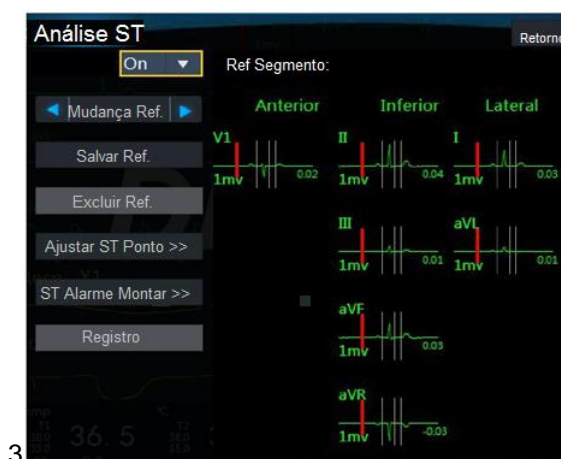 Análise ST
Retorno
On
Ref Segmento:
Mudança Ref.
Salvar Ref.
Excluir Ref.
Ajustar ST Ponto >>
ST Alarme Montar >>
Registro
Anterior Inferior Lateral
V1 II I
1mv 0.02 1mv 0.04 1mv 0.03
III aVL
1mv 0.01 1mv 0.01
aVF
1mv 0.03
aVR
1mv -0.03
36.5
T1 T2
3